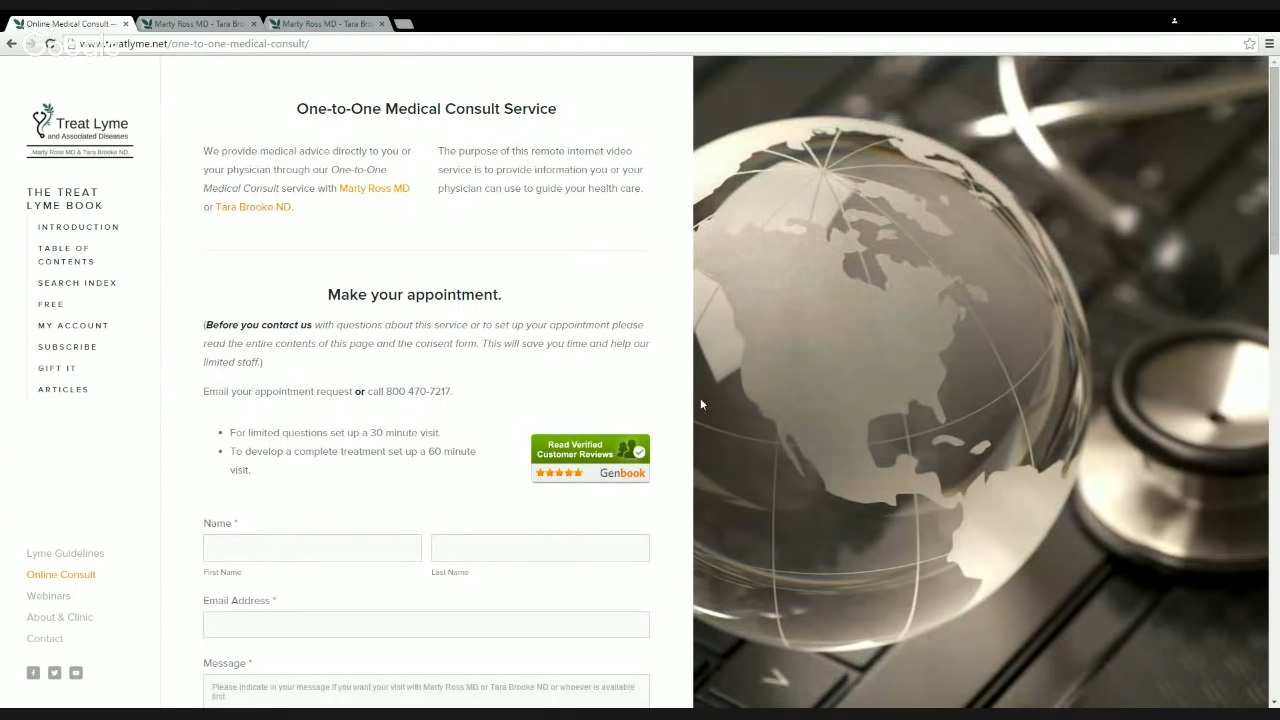 Online Medical Consult —
Marty Ross MD - Tara Bro
Marty Ross MD - Tara Bro
www.treatlyme.net/one-to-one-medical-consult/
Google
Treat Lyme
and Associated Diseases
Marty Ross MD & Tara Brooke ND
THE TREAT
LYME BOOK
INTRODUCTION
TABLE OF
CONTENTS
SEARCH INDEX
FREE
MY ACCOUNT
SUBSCRIBE
GIFT IT
ARTICLES
Lyme Guidelines
Online Consult
Webinars
About & Clinic
Contact
One-to-One Medical Consult Service
We provide medical advice directly to you or
your physician through our One-to-One
Medical Consult service with Marty Ross MD
or Tara Brooke ND.
The purpose of this remote internet video
service is to provide information you or your
physician can use to guide your health care.
Make your appointment.
(Before you contact us with questions about this service or to set up your appointment please
read the entire contents of this page and the consent form. This will save you time and help our
limited staff.)
Email your appointment request or call 800 470-7217.
• For limited questions set up a 30 minute visit.
• To develop a complete treatment set up a 60 minute
visit.
Read Verified
Customer Reviews
Genbook
Name *
First Name
Last Name
Email Address *
Message *
Please indicate in your message if you want your visit with Marty Ross MD or Tara Brooke ND or whoever is available
first